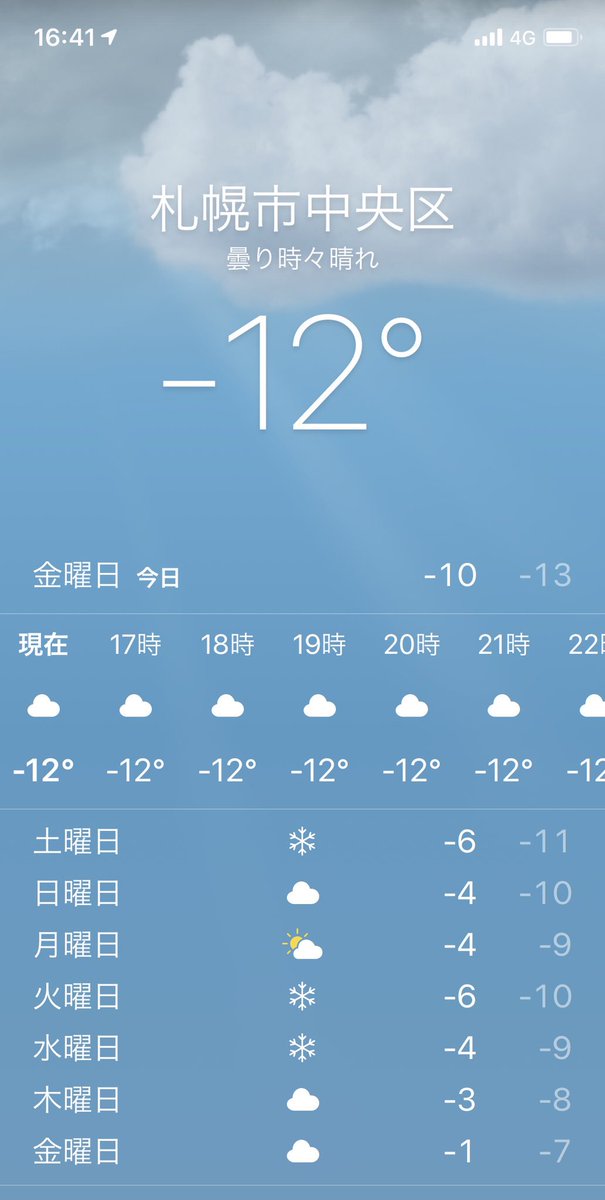 16:41 4G
札幌市中央区
曇り時々晴れ
-12°
金曜日 今日 -10 -13
現在 17時 18時 19時 20時 21時 22時
-12° -12° -12° -12° -12° -12° -12
土曜日 -6 -11
日曜日 -4 -10
月曜日 -4 -9
火曜日 -6 -10
水曜日 -4 -9
木曜日 -3 -8
金曜日 -1 -7